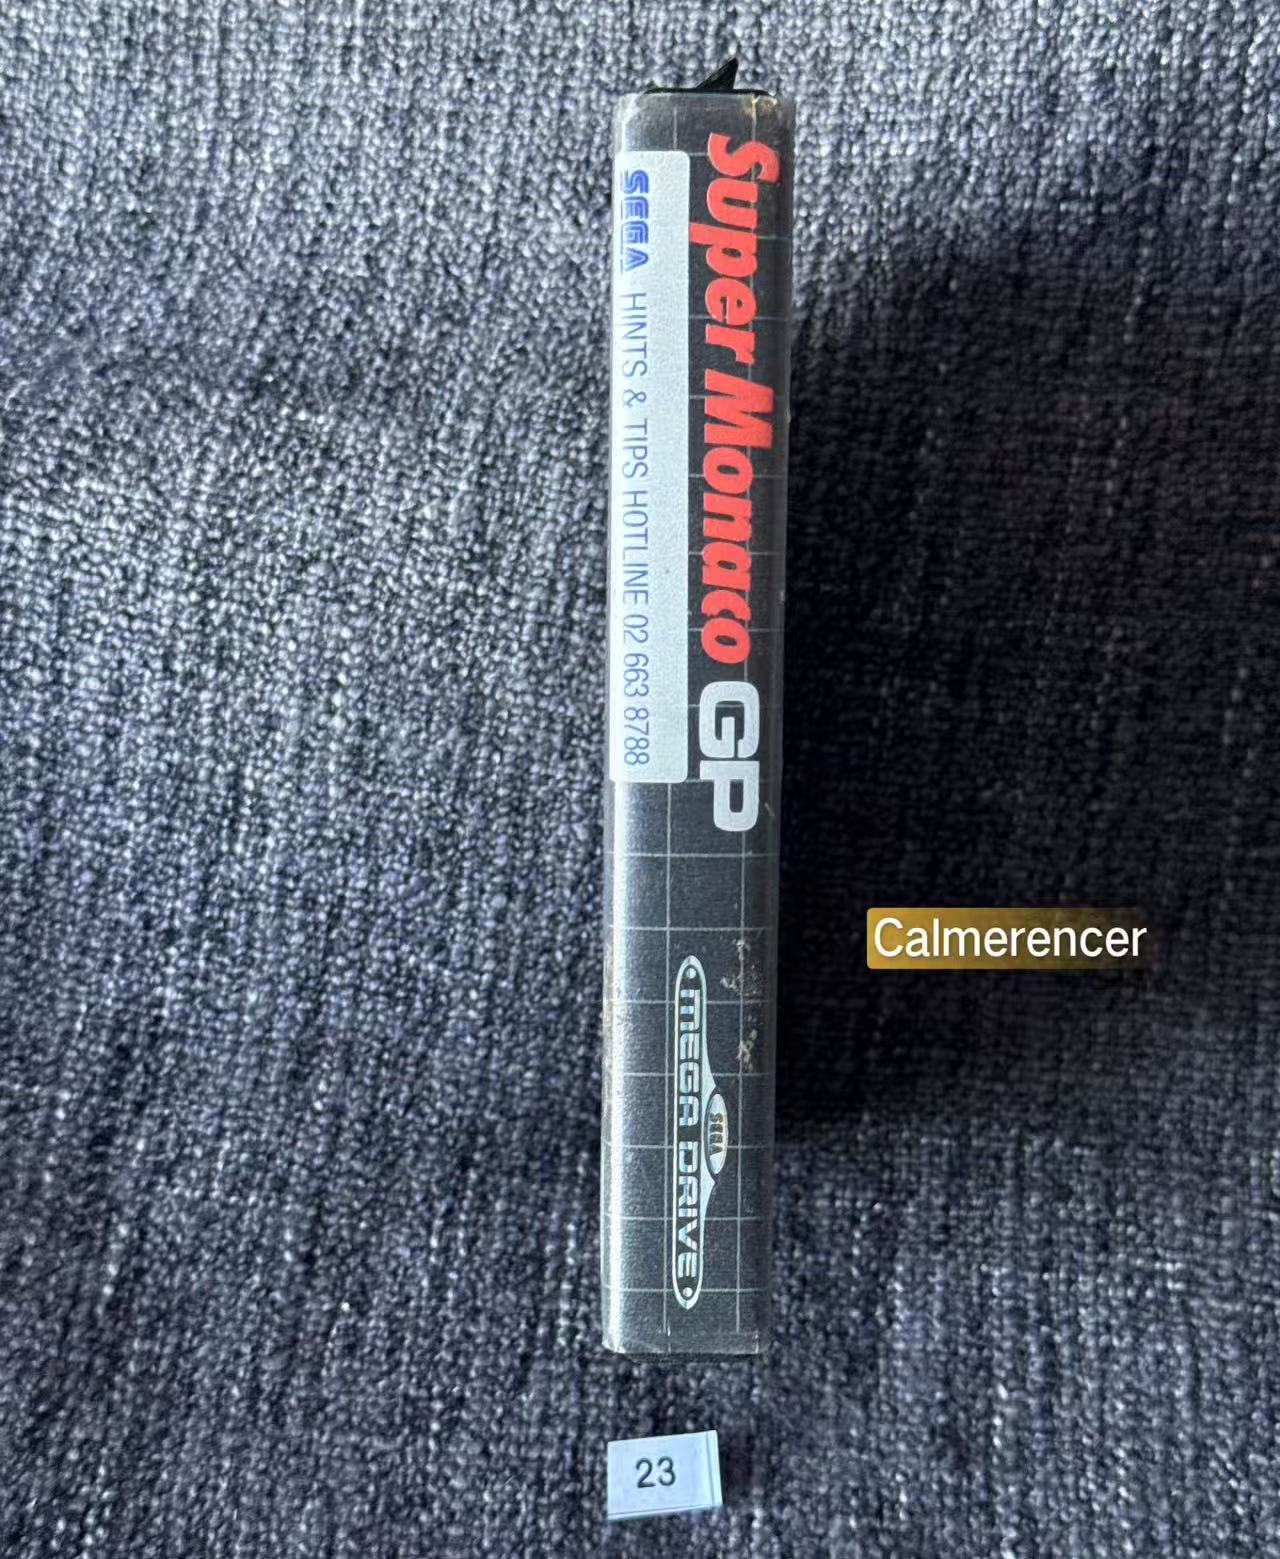 Super Monaco GP
SEGA HINTS & TIPS HOTLINE 02 663 8788
Calmerencer
SEGA
MEGA DRIVE
23